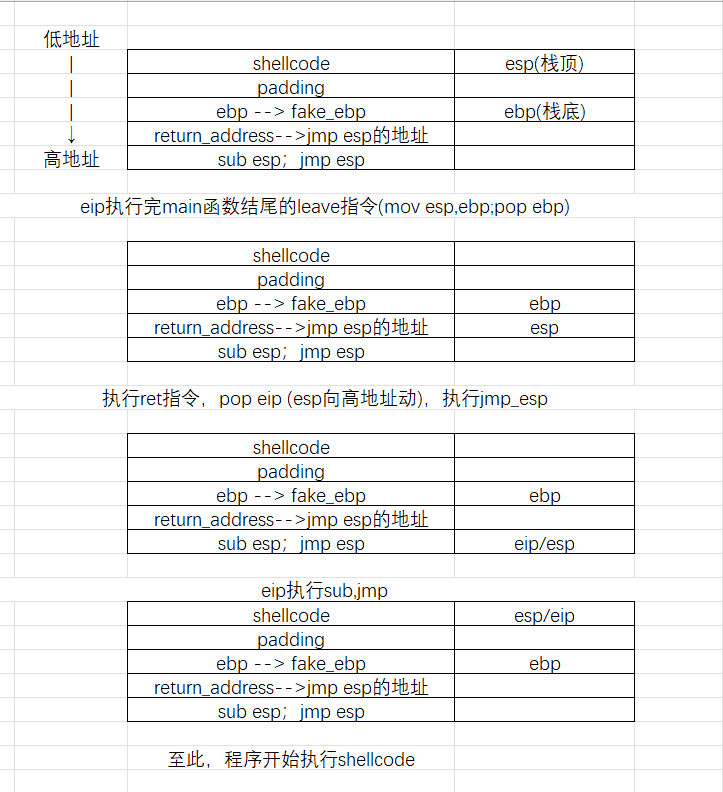 低地址
| shellcode esp(栈顶)
| padding
| ebp --> fake_ebp ebp(栈底)
↓ return_address-->jmp esp的地址
高地址 sub esp；jmp esp
eip执行完main函数结尾的leave指令(mov esp,ebp;pop ebp)
shellcode
padding
ebp --> fake_ebp ebp
return_address-->jmp esp的地址 esp
sub esp；jmp esp
执行ret指令，pop eip (esp向高地址动)，执行jmp_esp
shellcode
padding
ebp --> fake_ebp ebp
return_address-->jmp esp的地址
sub esp；jmp esp eip/esp
eip执行sub,jmp
shellcode esp/eip
padding
ebp --> fake_ebp ebp
return_address-->jmp esp的地址
sub esp；jmp esp
至此，程序开始执行shellcode